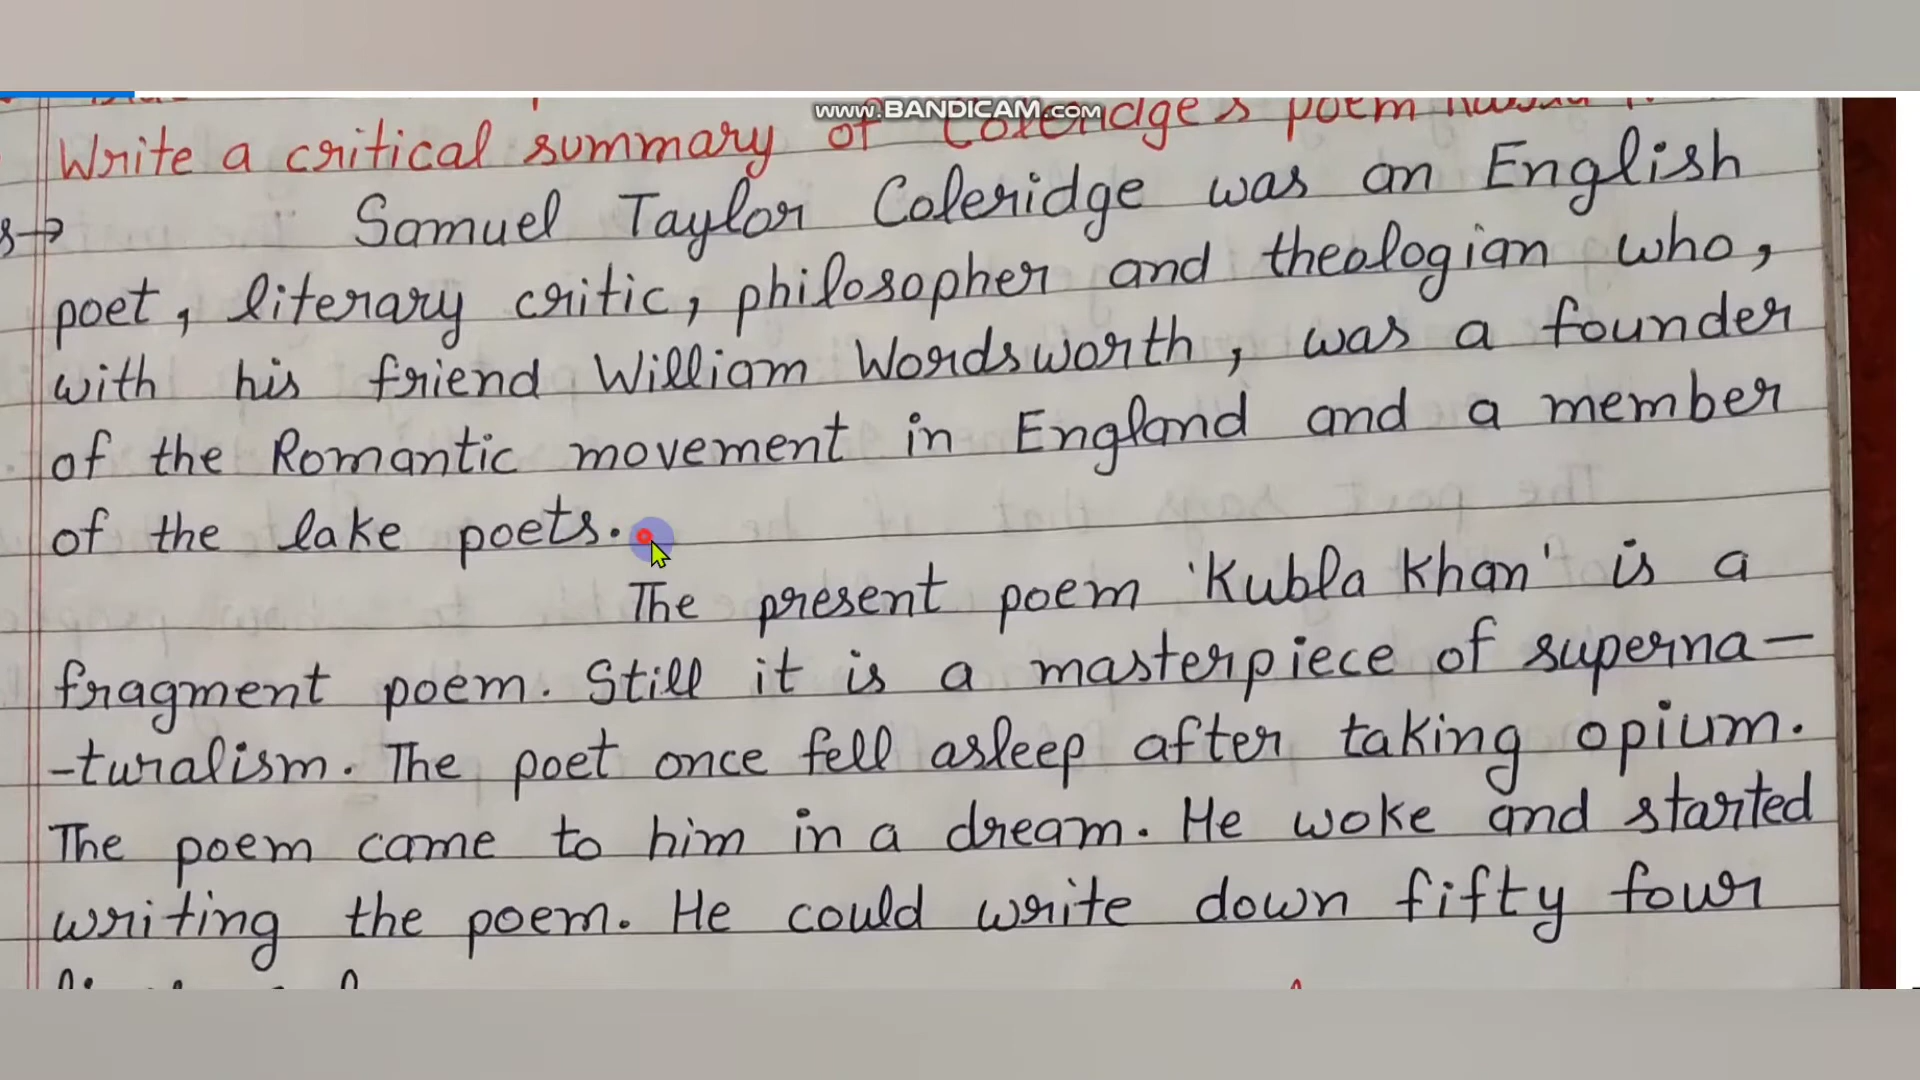 www.BANDICAM.com
Write a critical summary of Coleridge's poem
Samuel Taylor Coleridge was an English
poet, literary critic, philosopher and theologian who,
with his friend William Wordsworth, was a founder
of the Romantic movement in England and a member
of the lake poets.
The present poem 'Kubla Khan' is a
fragment poem. Still it is a masterpiece of superna-
-turalism. The poet once fell asleep after taking opium.
The poem came to him in a dream. He woke and started
writing the poem. He could write down fifty four